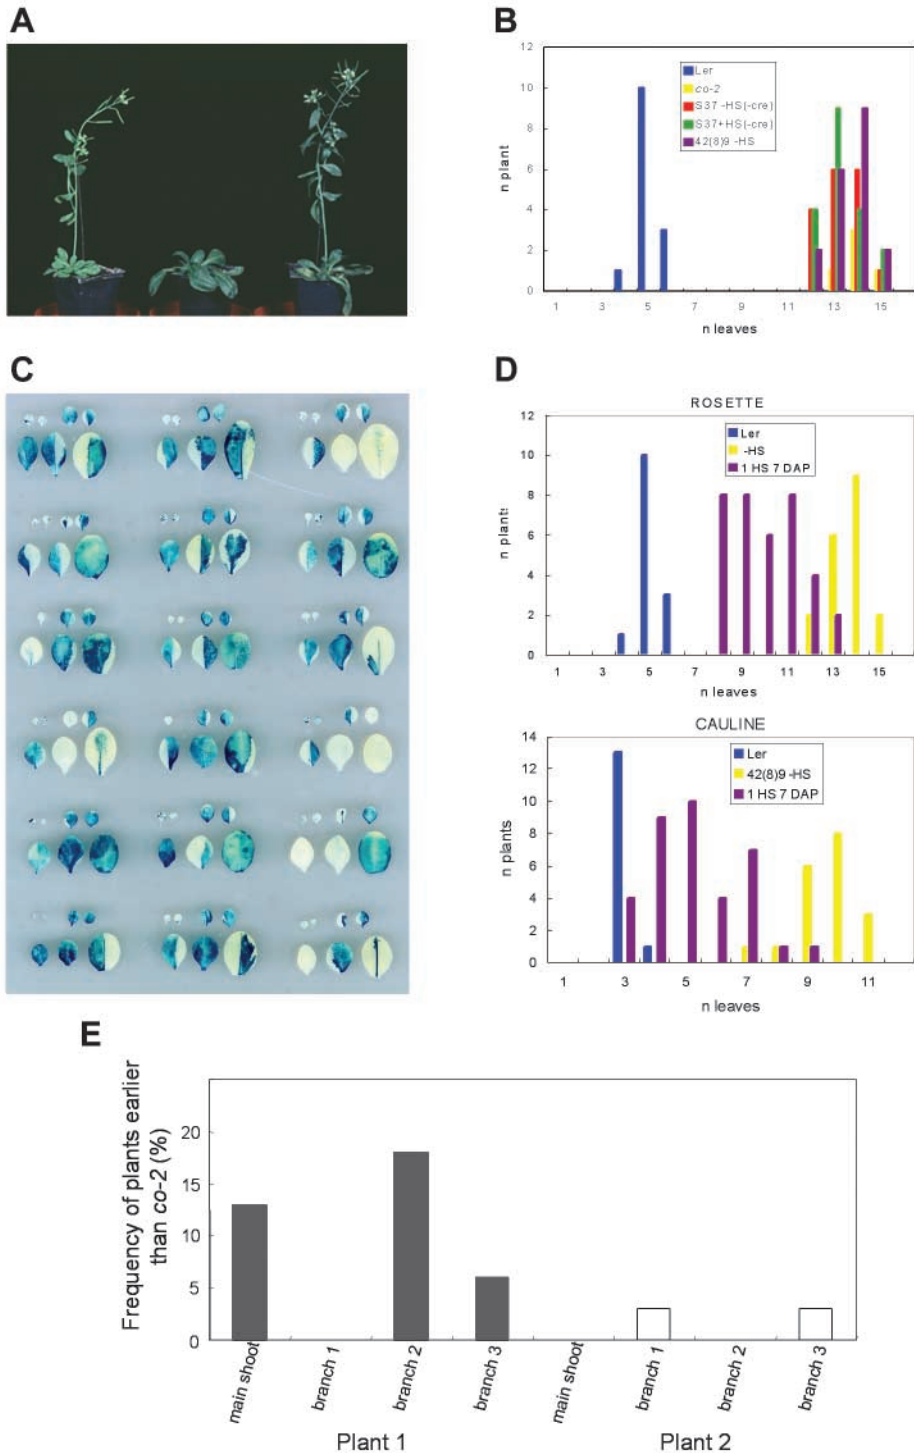 A
B
12
10
8
6
4
2
0
n plant
Ler
co-2
S37 -HS(-cre)
S37+HS(-cre)
42(8)9 -HS
1 3 5 7 9 11 13 15
n leaves
C
D
ROSETTE
12
10
8
6
4
2
0
n plants
Ler
-HS
1 HS 7 DAP
1 3 5 7 9 11 13 15
n leaves
CAULINE
14
12
10
8
6
4
2
0
n plants
Ler
42(8)9 -HS
1 HS 7 DAP
1 3 5 7 9 11
n leaves
E
Frequency of plants earlier
than co-2 (%)
20
15
10
5
0
main shoot
branch 1
branch 2
branch 3
main shoot
branch 1
branch 2
branch 3
Plant 1
Plant 2